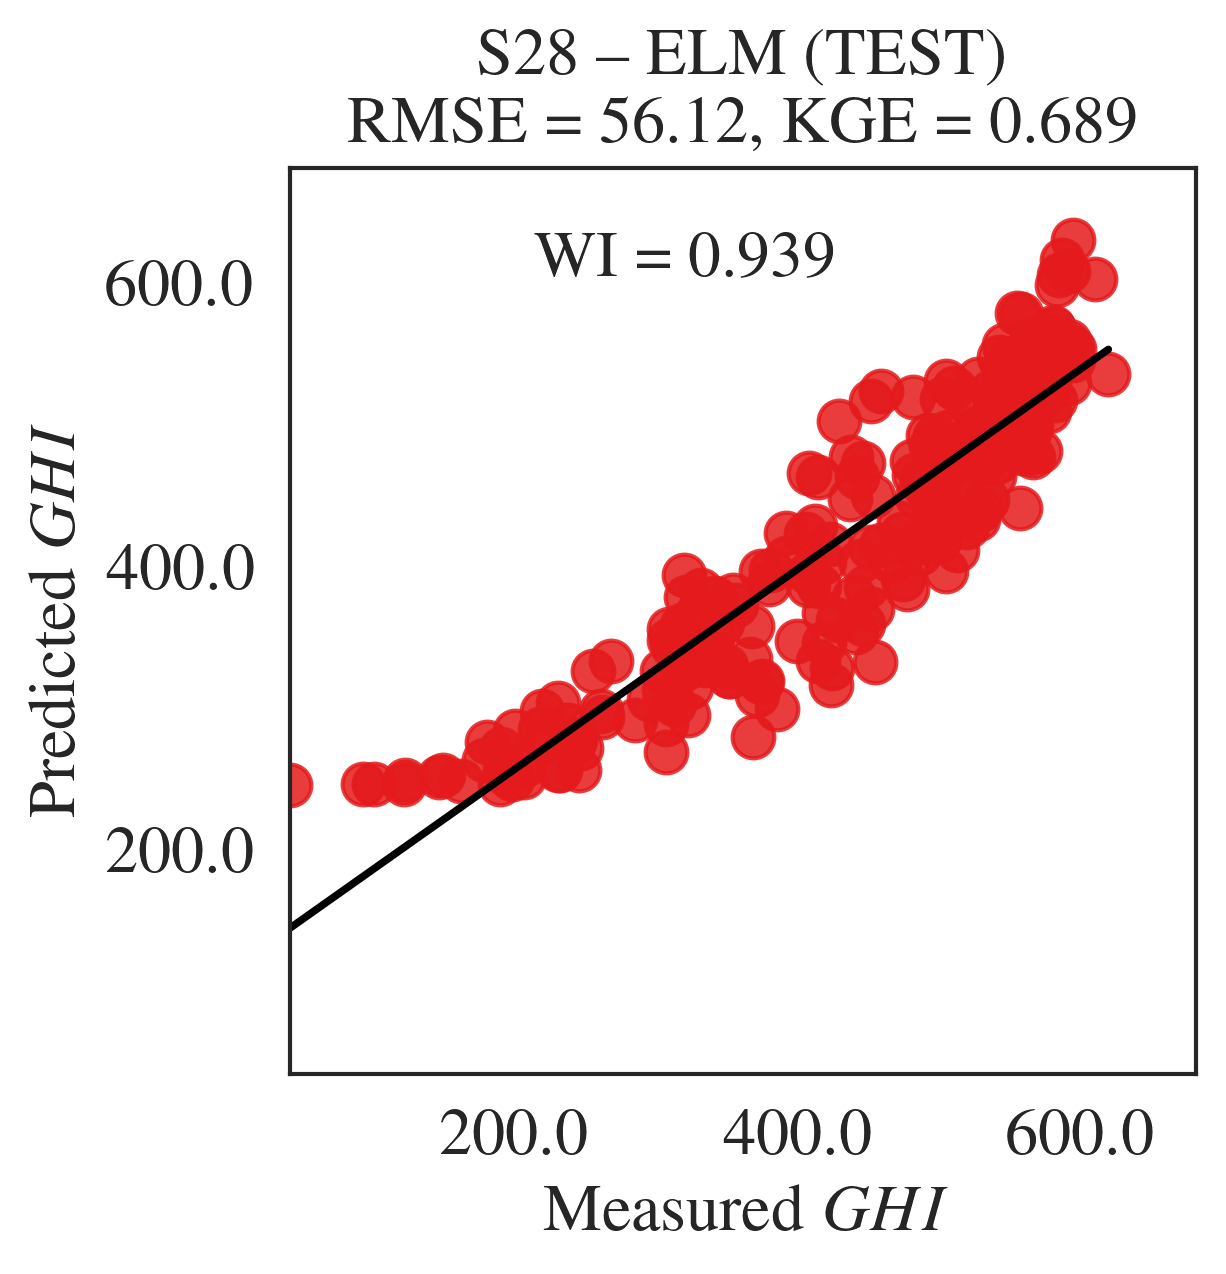 S28 – ELM (TEST)
RMSE = 56.12, KGE = 0.689
WI = 0.939
600.0
400.0
200.0
Predicted GHI
200.0 400.0 600.0
Measured GHI